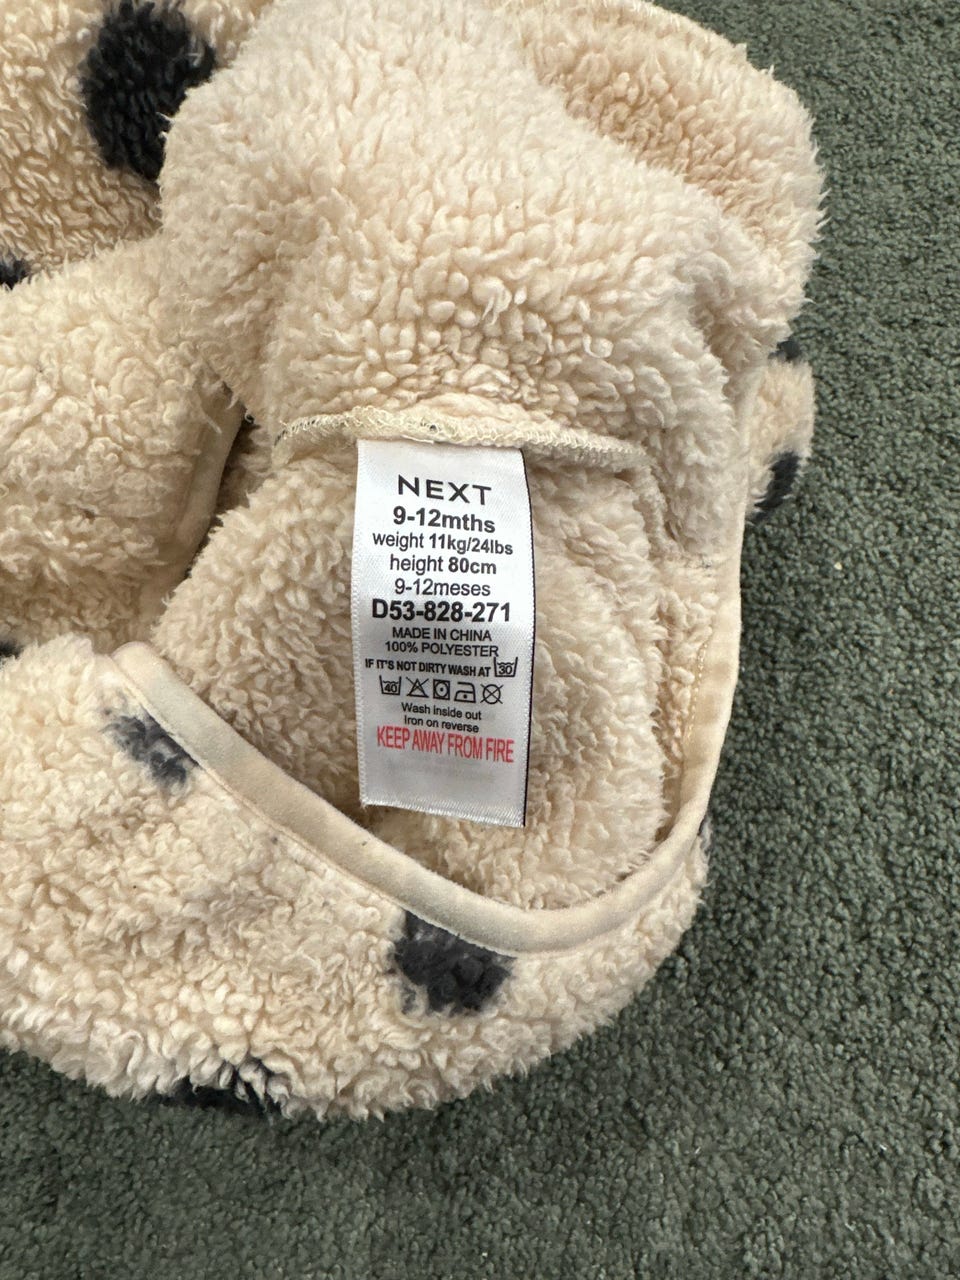 NEXT
9-12mths
weight 11kg/24lbs
height 80cm
9-12meses
D53-828-271
MADE IN CHINA
100% POLYESTER
IF IT'S NOT DIRTY WASH AT 30
40
Wash inside out
Iron on reverse
KEEP AWAY FROM FIRE